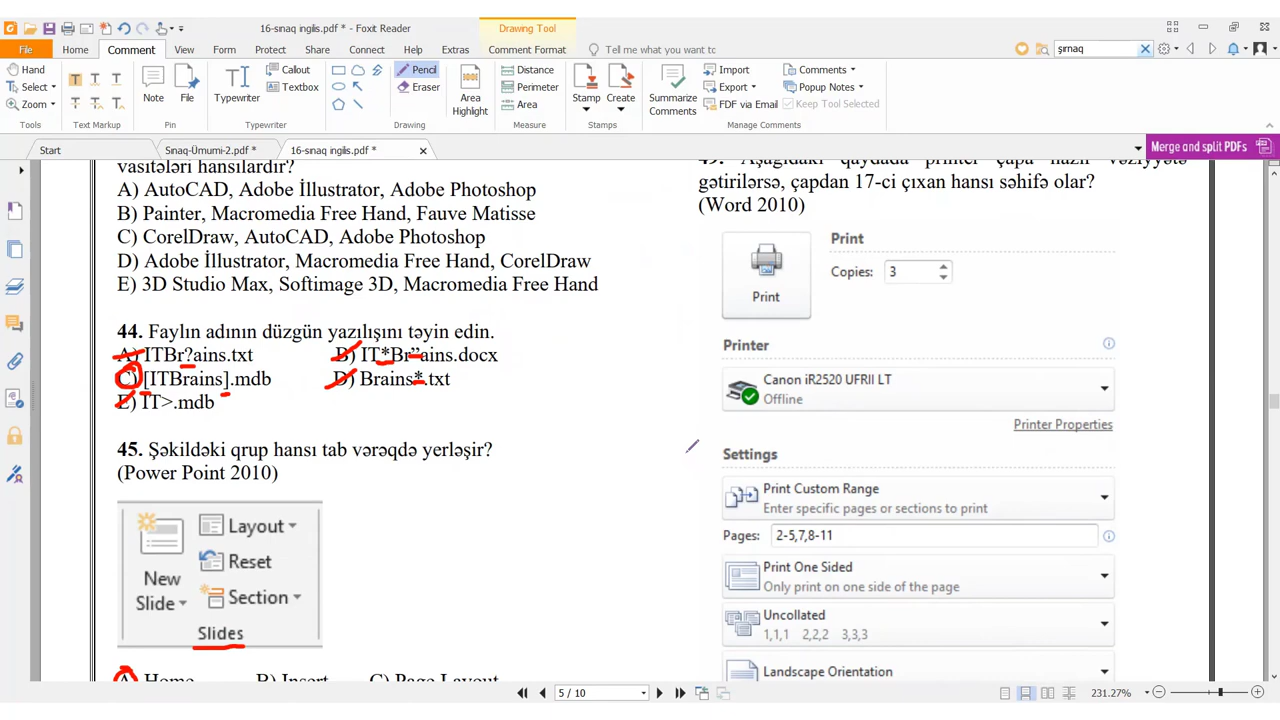 16-sınaq ingilis.pdf * - Foxit Reader
Drawing Tool
File
Home
Comment
View
Form
Protect
Share
Connect
Help
Extras
Comment Format
Tell me what you want tc
şırnaq
Hand
Select
Zoom
Tools
Text Markup
Note
File
Pin
Typewriter
Callout
Textbox
Typewriter
Pencil
Eraser
Drawing
Area
Highlight
Distance
Perimeter
Area
Measure
Stamp
Create
Stamps
Summarize
Comments
Import
Export
FDF via Email
Comments
Popup Notes
Keep Tool Selected
Manage Comments
Start
Sınaq-Ümumi-2.pdf *
16-sınaq ingilis.pdf *
Merge and split PDFs
vasitələri hansılardır?
A) AutoCAD, Adobe İllustrator, Adobe Photoshop
B) Painter, Macromedia Free Hand, Fauve Matisse
C) CorelDraw, AutoCAD, Adobe Photoshop
D) Adobe İllustrator, Macromedia Free Hand, CorelDraw
E) 3D Studio Max, Softimage 3D, Macromedia Free Hand
44. Faylın adının düzgün yazılışını təyin edin.
A) ITBr?ains.txt B) IT*Br”ains.docx
C) [ITBrains].mdb D) Brains*.txt
E) IT>.mdb
45. Şəkildəki qrup hansı tab vərəqdə yerləşir?
(Power Point 2010)
New
Slide
Layout
Reset
Section
Slides
A) Home B) Insert C) Page Layout
49. Aşağıdakı qaydada printer çapa hazır vəziyyətə
gətirilərsə, çapdan 17-ci çıxan hansı səhifə olar?
(Word 2010)
Print
Print
Copies: 3
Printer
Canon iR2520 UFRII LT
Offline
Printer Properties
Settings
Print Custom Range
Enter specific pages or sections to print
Pages: 2-5,7,8-11
Print One Sided
Only print on one side of the page
Uncollated
1,1,1 2,2,2 3,3,3
Landscape Orientation
5 / 10
231.27%